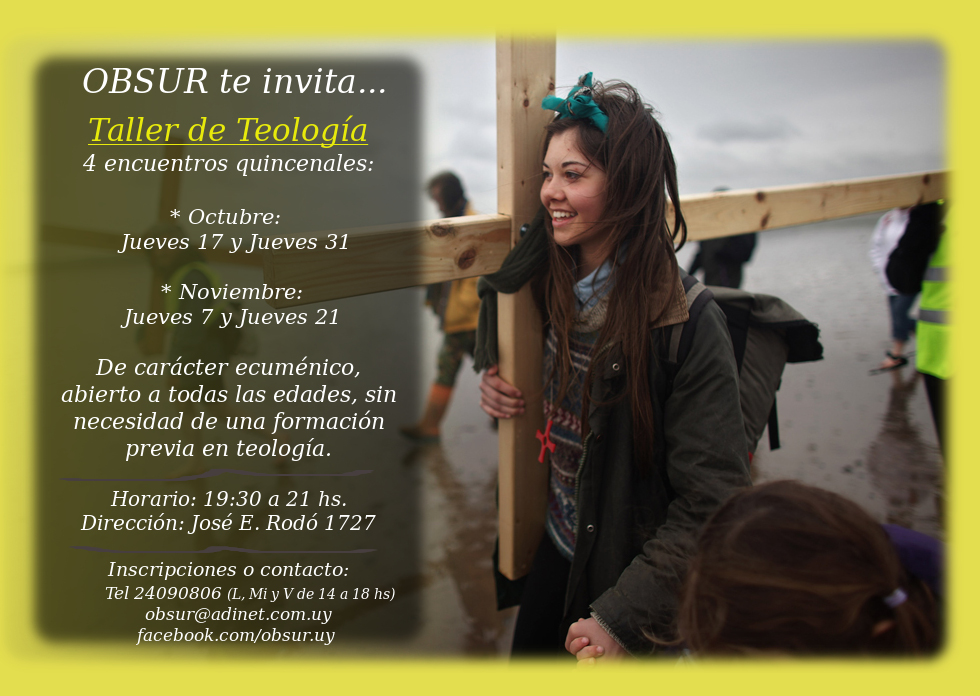 OBSUR te invita...
Taller de Teología
4 encuentros quincenales:
* Octubre:
Jueves 17 y Jueves 31
* Noviembre:
Jueves 7 y Jueves 21
De carácter ecuménico,
abierto a todas las edades, sin
necesidad de una formación
previa en teología.
Horario: 19:30 a 21 hs.
Dirección: José E. Rodó 1727
Inscripciones o contacto:
Tel 24090806 (L, Mi y V de 14 a 18 hs)
obsur@adinet.com.uy
facebook.com/obsur.uy